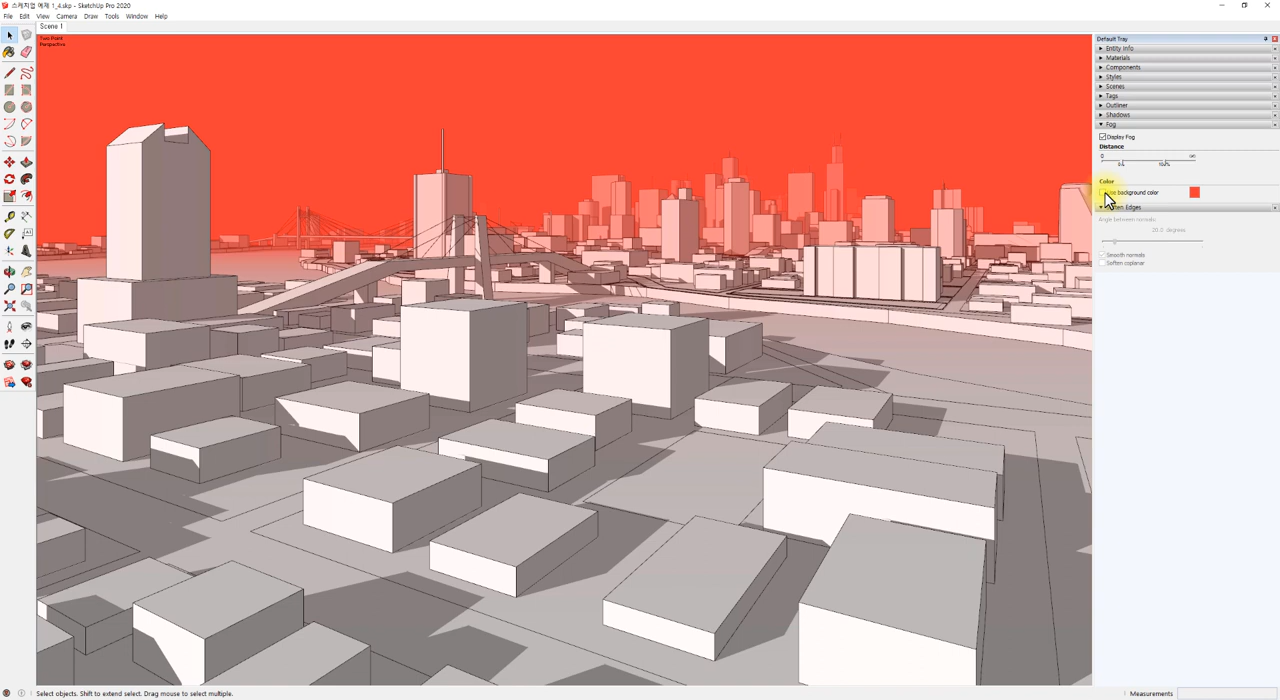 스케치업 예제 1_4.skp - SketchUp Pro 2020
File Edit View Camera Draw Tools Window Help
Scene 1
Two Point
Perspective
Default Tray
Entity Info
Materials
Components
Styles
Scenes
Tags
Outliner
Shadows
Fog
Display Fog
Distance
0
100%
Color
background color
Edges
Angle between normals:
20.0 degrees
Smooth normals
Soften coplanar
Select objects. Shift to extend select. Drag mouse to select multiple.
Measurements